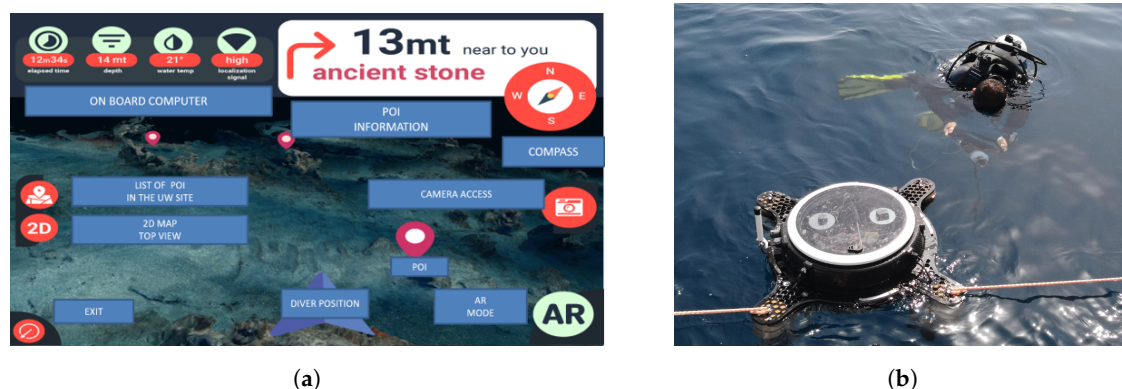 12m34s
elapsed time
14 mt
depth
21°
water temp
high
localization
signal
13mt near to you
ancient stone
N
W E
S
ON BOARD COMPUTER
POI
INFORMATION
COMPASS
LIST OF POI
IN THE UW SITE
CAMERA ACCESS
2D
2D MAP
TOP VIEW
POI
EXIT
DIVER POSITION
AR
MODE
AR
(a)
(b)